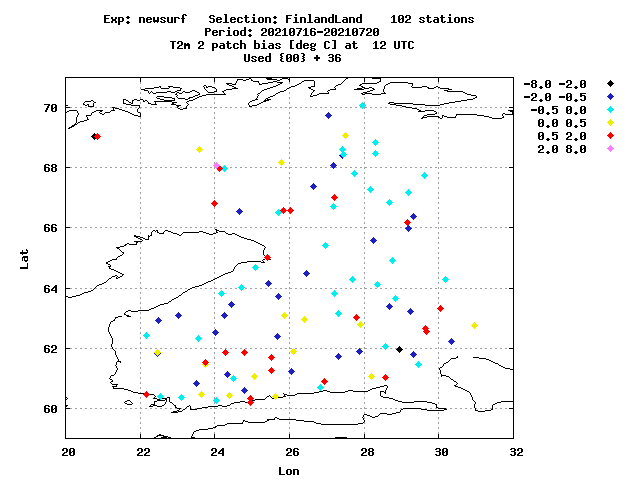 Exp: newsurf Selection: FinlandLand 102 stations
Period: 20210716-20210720
T2m 2 patch bias [deg C] at 12 UTC
Used {00} + 36
-8.0 -2.0
-2.0 -0.5
-0.5 0.0
0.0 0.5
0.5 2.0
2.0 8.0
70
68
66
64
62
60
Lat
20 22 24 26 28 30 32
Lon